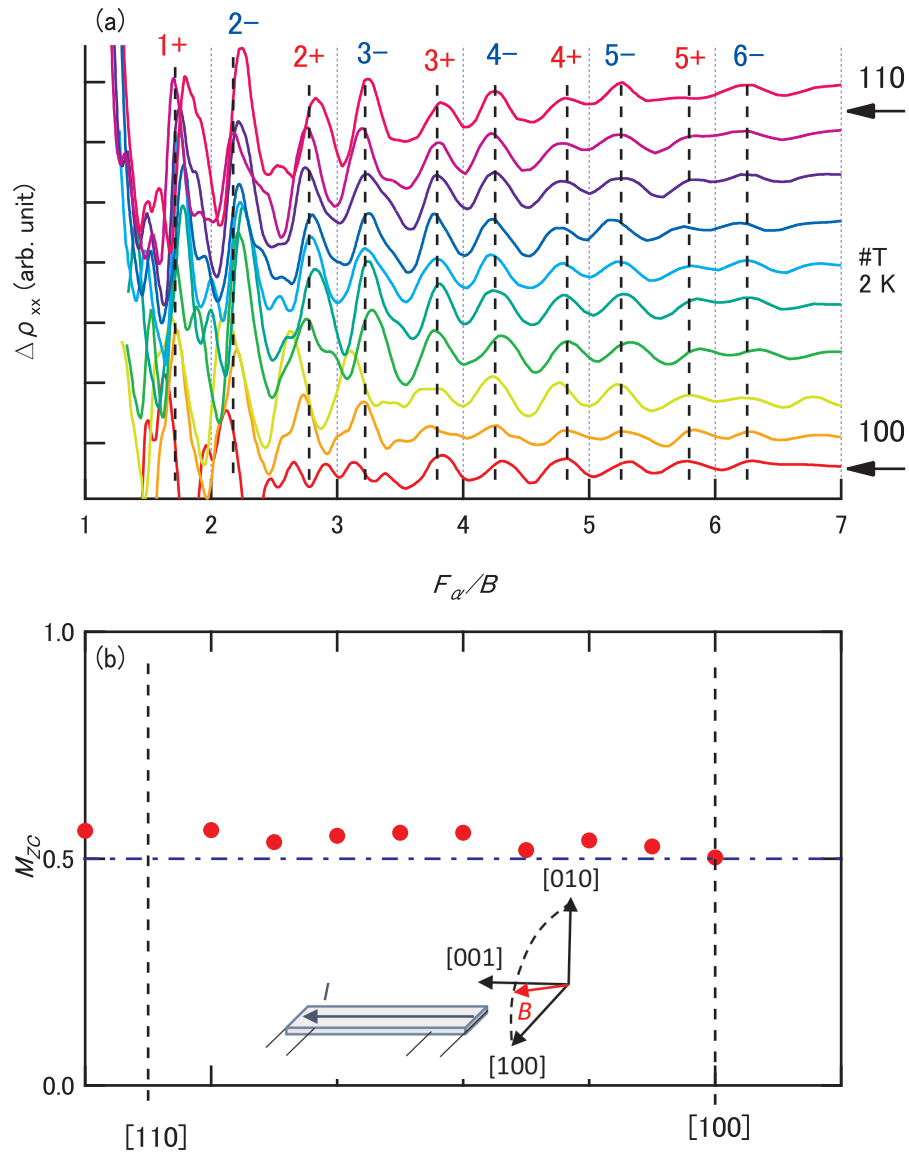 (a)
1+ 2− 2+ 3− 3+ 4− 4+ 5− 5+ 6−
110
Δρxx (arb. unit)
#T
2 K
100
1 2 3 4 5 6 7
Fα/B
1.0
(b)
MZC
0.5
[010]
[001]
I
B
[100]
0.0
[110] [100]